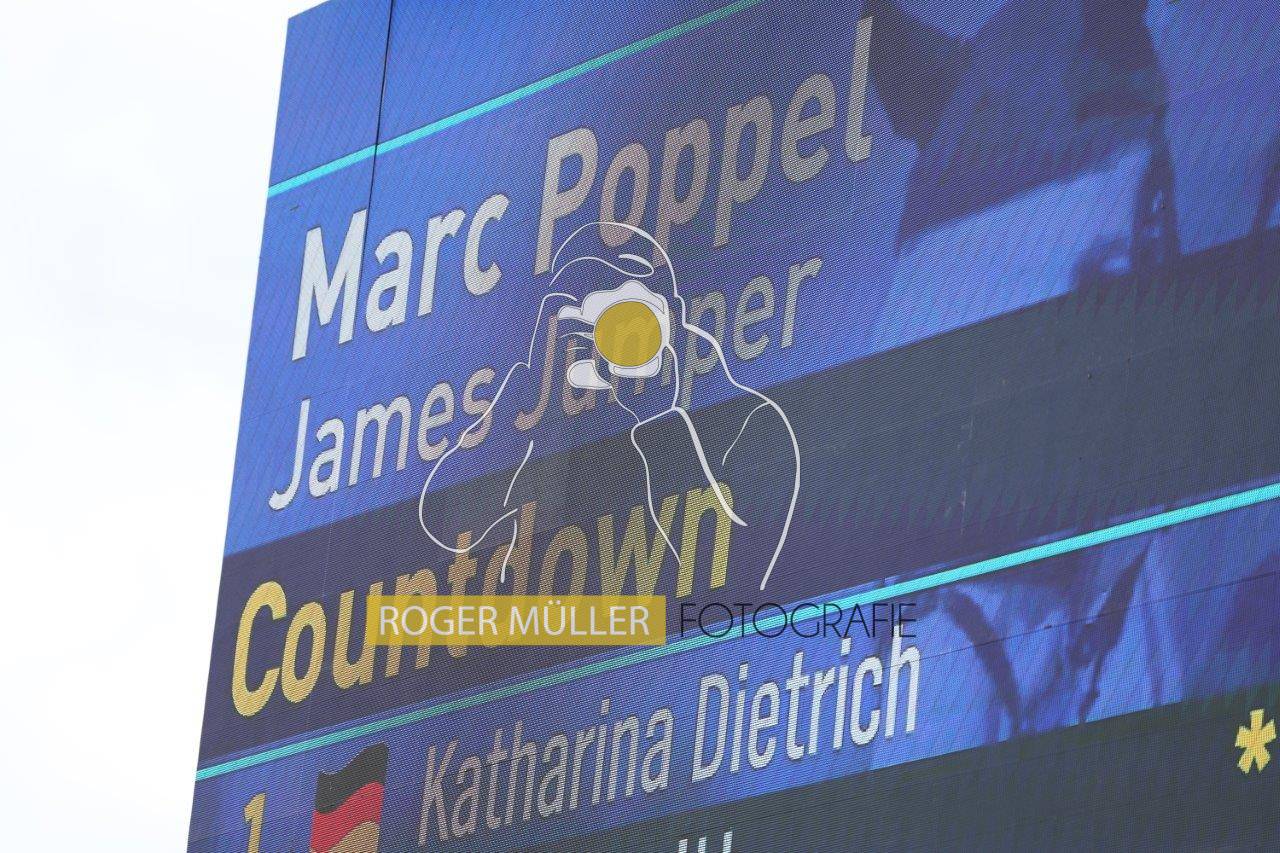 Marc Poppel
James Jumper
Countdown
ROGER MÜLLER FOTOGRAFIE
1 Katharina Dietrich
*